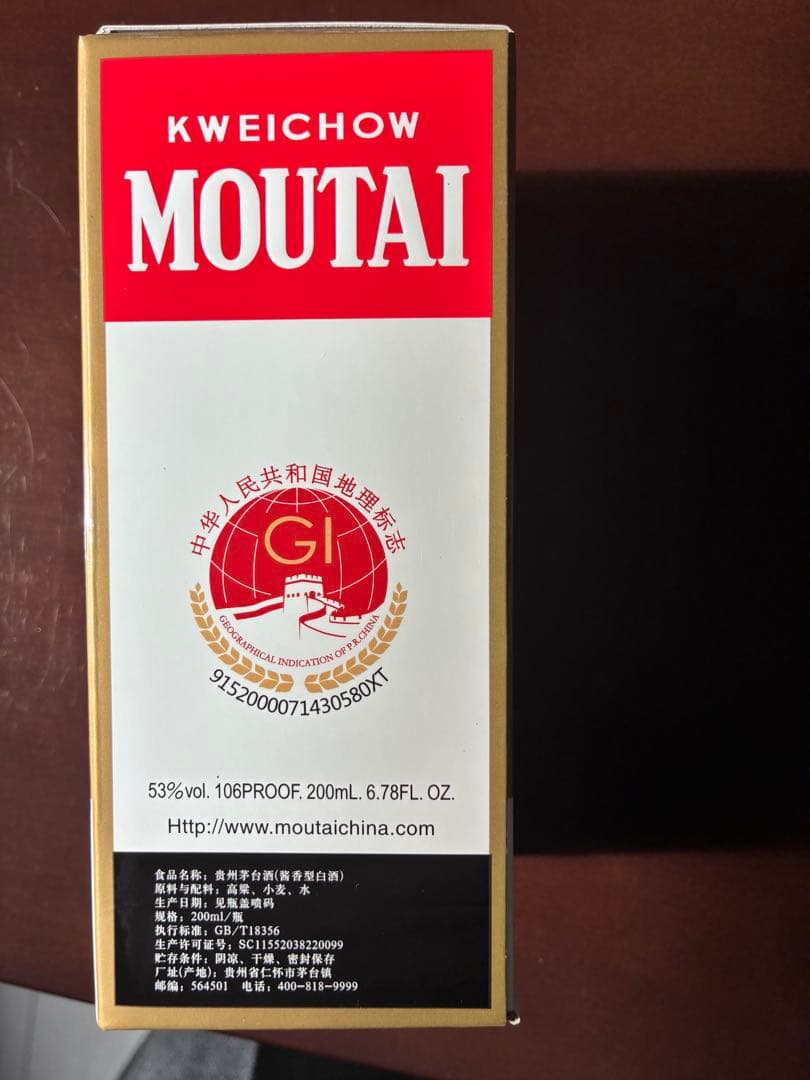 KWEICHOW
MOUTAI
中华人民共和国地理标志
GI
GEOGRAPHICAL INDICATION OF P.R.CHINA
9152000071430580XT
53%vol. 106PROOF. 200mL. 6.78FL. OZ.
Http://www.moutaichina.com
食品名称：贵州茅台酒(酱香型白酒)
原料与配料：高粱、小麦、水
生产日期：见瓶盖喷码
规格：200ml/瓶
执行标准：GB/T18356
生产许可证号：SC11552038220099
贮存条件：阴凉、干燥、密封保存
厂址(产地)：贵州省仁怀市茅台镇
邮编：564501 电话：400-818-9999